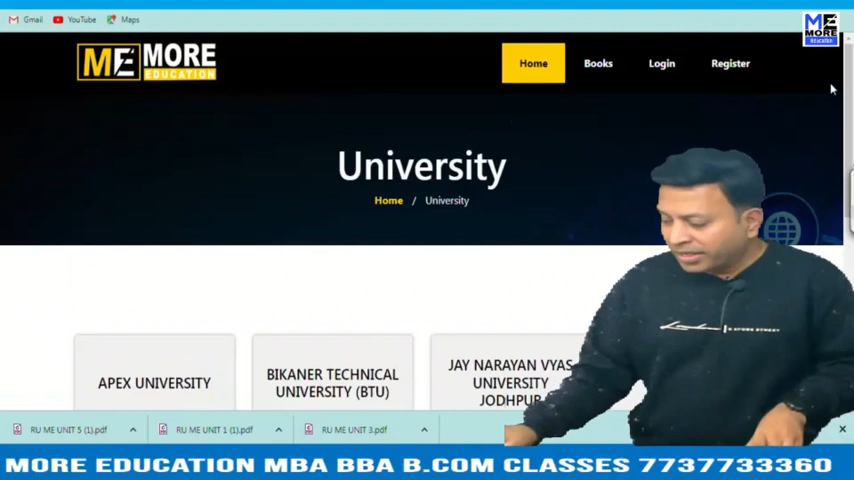 Gmail YouTube Maps
ME MORE Education
ME MORE EDUCATION
Home Books Login Register
University
Home / University
APEX UNIVERSITY
BIKANER TECHNICAL
UNIVERSITY (BTU)
JAY NARAYAN VYAS
UNIVERSITY
JODHPUR
RU ME UNIT 5 (1).pdf RU ME UNIT 1 (1).pdf RU ME UNIT 3.pdf
MORE EDUCATION MBA BBA B.COM CLASSES 7737733360